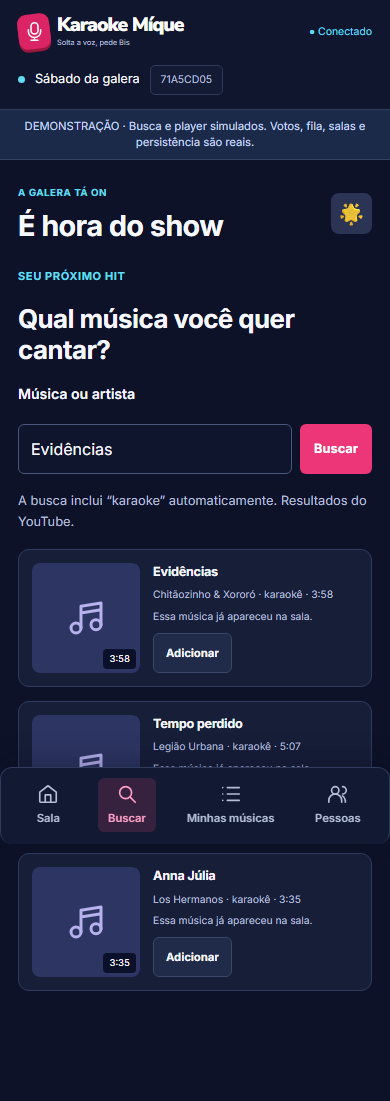 Karaoke Míque
Solta a voz, pede Bis
Conectado
Sábado da galera
71A5CD05
DEMONSTRAÇÃO · Busca e player simulados. Votos, fila, salas e
persistência são reais.
A GALERA TÁ ON
É hora do show
SEU PRÓXIMO HIT
Qual música você quer
cantar?
Música ou artista
Evidências
Buscar
A busca inclui “karaoke” automaticamente. Resultados do
YouTube.
Evidências
Chitãozinho & Xororó · karaokê · 3:58
Essa música já apareceu na sala.
3:58
Adicionar
Tempo perdido
Legião Urbana · karaokê · 5:07
Sala
Buscar
Minhas músicas
Pessoas
Anna Júlia
Los Hermanos · karaokê · 3:35
Essa música já apareceu na sala.
3:35
Adicionar